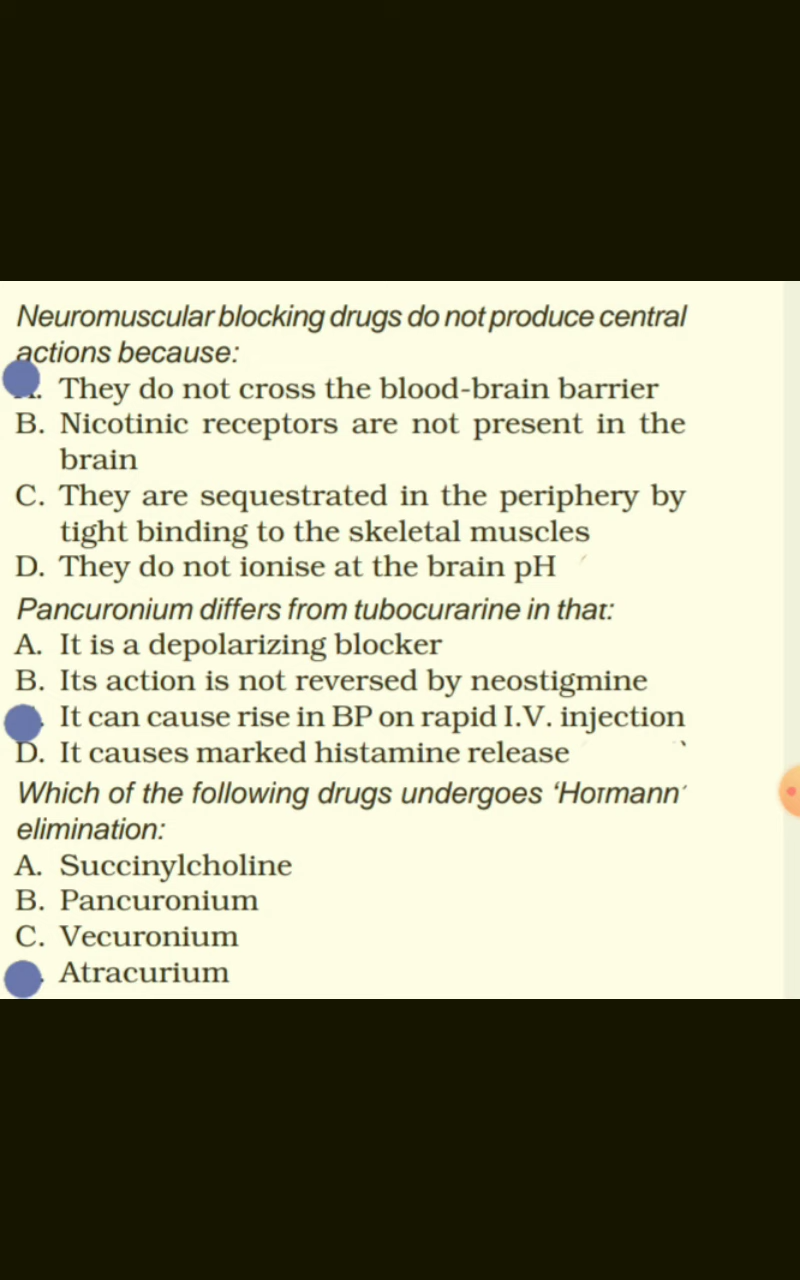 Neuromuscular blocking drugs do not produce central
actions because:
A. They do not cross the blood-brain barrier
B. Nicotinic receptors are not present in the
brain
C. They are sequestrated in the periphery by
tight binding to the skeletal muscles
D. They do not ionise at the brain pH
Pancuronium differs from tubocurarine in that:
A. It is a depolarizing blocker
B. Its action is not reversed by neostigmine
It can cause rise in BP on rapid I.V. injection
D. It causes marked histamine release
Which of the following drugs undergoes ‘Hofmann’
elimination:
A. Succinylcholine
B. Pancuronium
C. Vecuronium
Atracurium